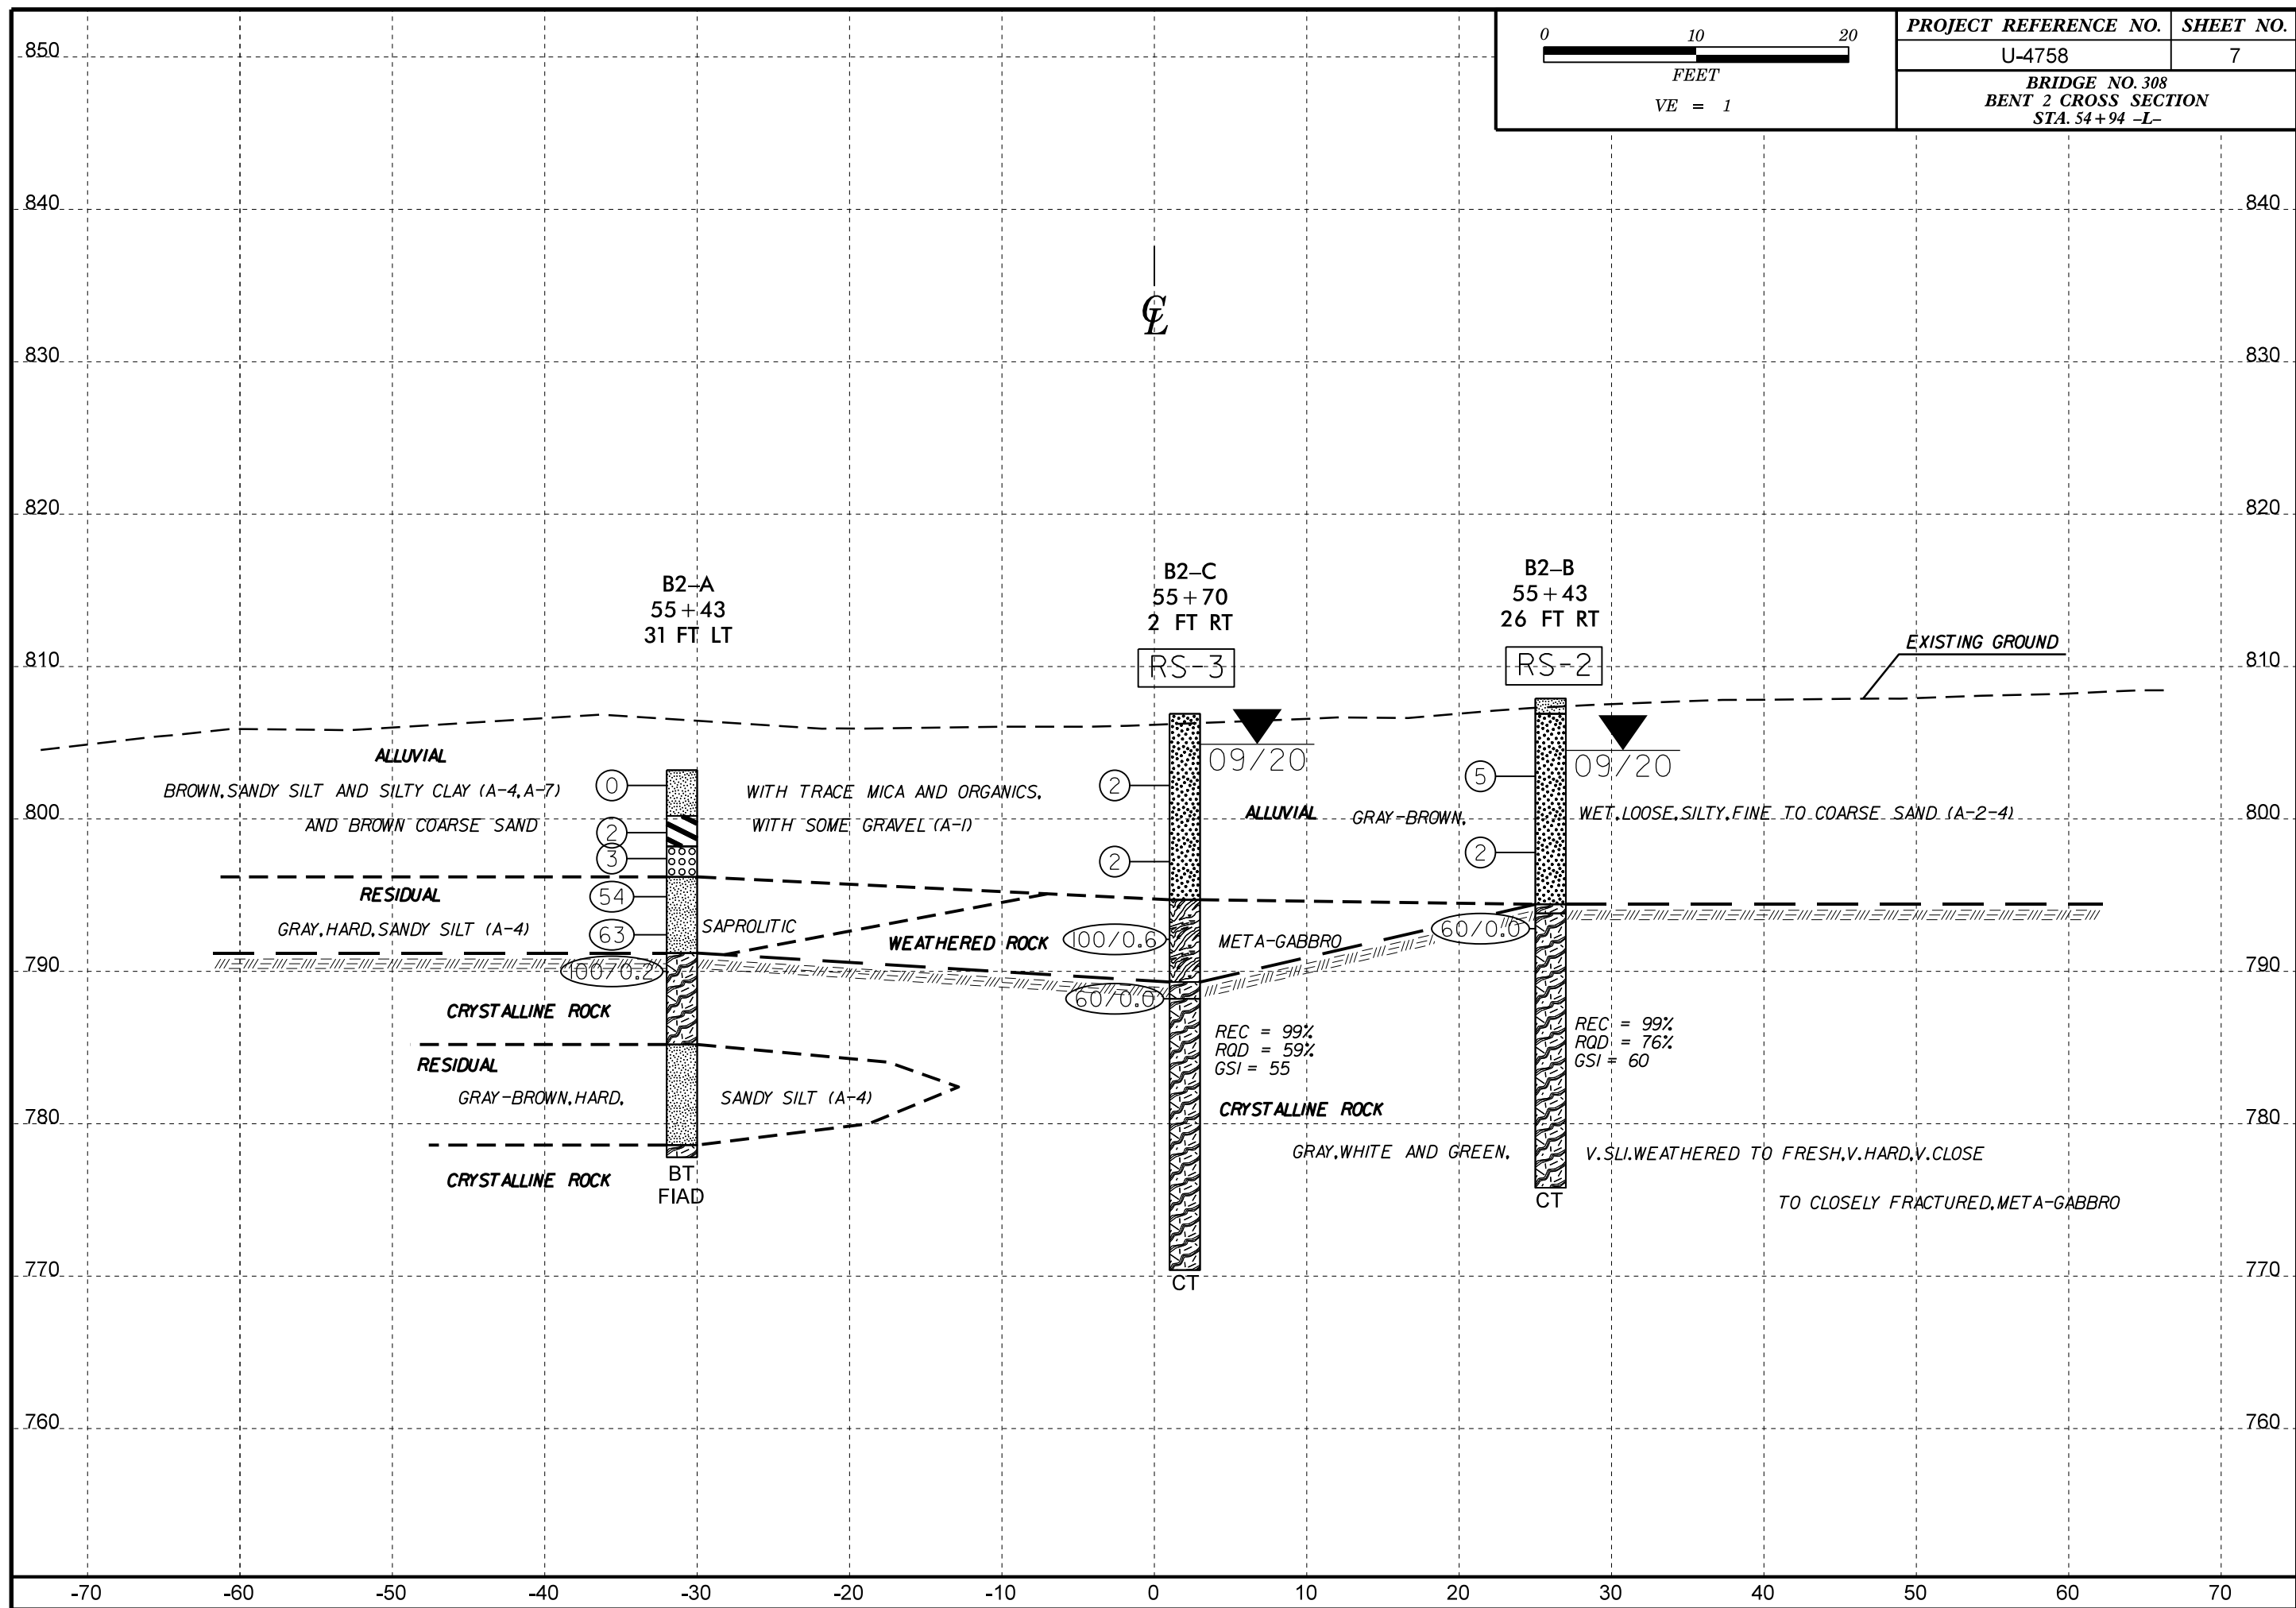 0 10 20
FEET
VE = 1
PROJECT REFERENCE NO. SHEET NO.
U-4758 7
BRIDGE NO. 308
BENT 2 CROSS SECTION
STA. 54+94 -L-
850
840 840
830 830
820 820
810 810
800 800
790 790
780 780
770 770
760 760
℄
B2-A
55+43
31 FT LT
B2-C
55+70
2 FT RT
RS-3
B2-B
55+43
26 FT RT
RS-2
EXISTING GROUND
09/20
09/20
ALLUVIAL
BROWN, SANDY SILT AND SILTY CLAY (A-4, A-7) WITH TRACE MICA AND ORGANICS,
AND BROWN COARSE SAND WITH SOME GRAVEL (A-1)
0
2
3
54
63
100/0.2
2
2
100/0.6
60/0.0
5
2
60/0.0
ALLUVIAL GRAY-BROWN, WET, LOOSE, SILTY, FINE TO COARSE SAND (A-2-4)
RESIDUAL
GRAY, HARD, SANDY SILT (A-4)
SAPROLITIC
WEATHERED ROCK META-GABBRO
CRYSTALLINE ROCK
RESIDUAL
GRAY-BROWN, HARD, SANDY SILT (A-4)
CRYSTALLINE ROCK
BT
FIAD
REC = 99%
RQD = 59%
GSI = 55
REC = 99%
RQD = 76%
GSI = 60
CRYSTALLINE ROCK
GRAY, WHITE AND GREEN, V. SLI. WEATHERED TO FRESH, V. HARD, V. CLOSE
TO CLOSELY FRACTURED, META-GABBRO
CT
CT
-70 -60 -50 -40 -30 -20 -10 0 10 20 30 40 50 60 70